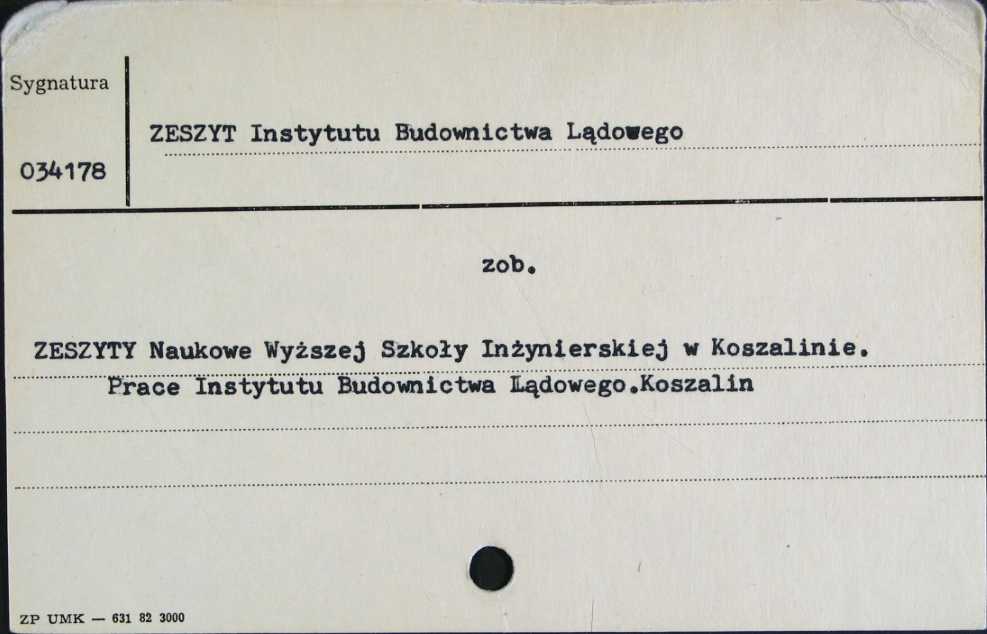 Sygnatura
ZESZYT Instytutu Budownictwa Lądowego
034178
zob.
ZESZYTY Naukowe Wyższej Szkoły Inżynierskiej w Koszalinie.
Prace Instytutu Budownictwa Lądowego.Koszalin
ZP UMK — 631 82 3000